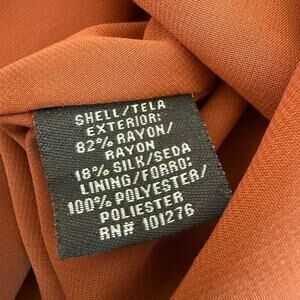 SHELL/TELA
EXTERIOR:
82% RAYON/
RAYON
18% SILK/SEDA
LINING/FORRO:
100% POLYESTER/
POLIESTER
RN# 101276